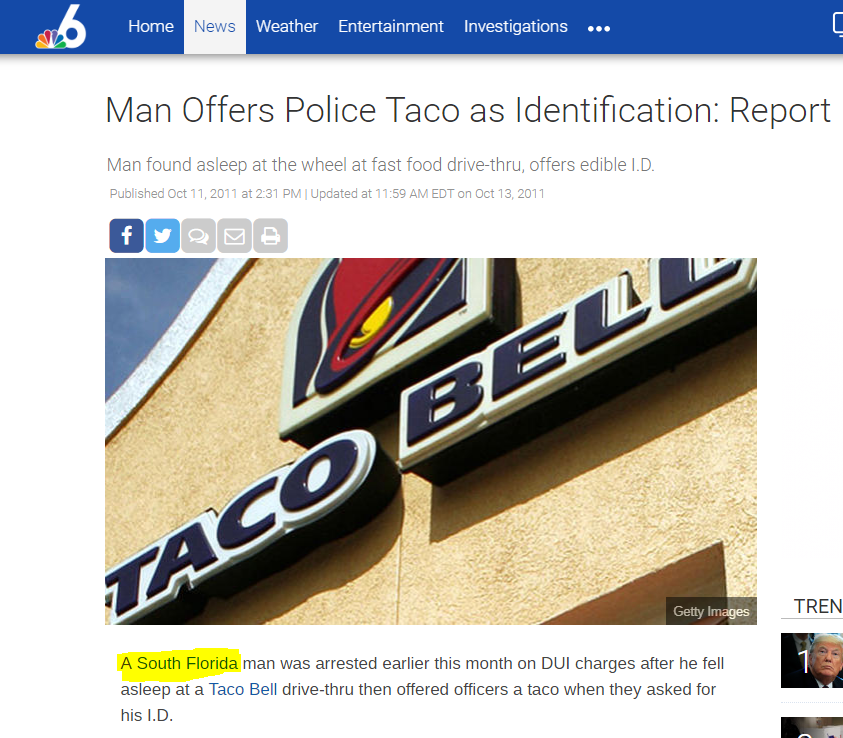 6
Home News Weather Entertainment Investigations •••
Man Offers Police Taco as Identification: Report
Man found asleep at the wheel at fast food drive-thru, offers edible I.D.
Published Oct 11, 2011 at 2:31 PM | Updated at 11:59 AM EDT on Oct 13, 2011
TACO BELL
Getty Images
TREN
1
A South Florida man was arrested earlier this month on DUI charges after he fell
asleep at a Taco Bell drive-thru then offered officers a taco when they asked for
his I.D.